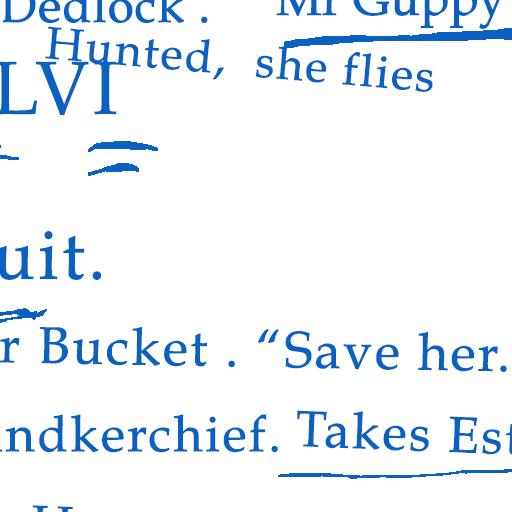 Dedlock. Mr Guppy
Hunted, she flies
LVI
uit.
r Bucket. “Save her.
ndkerchief. Takes Est